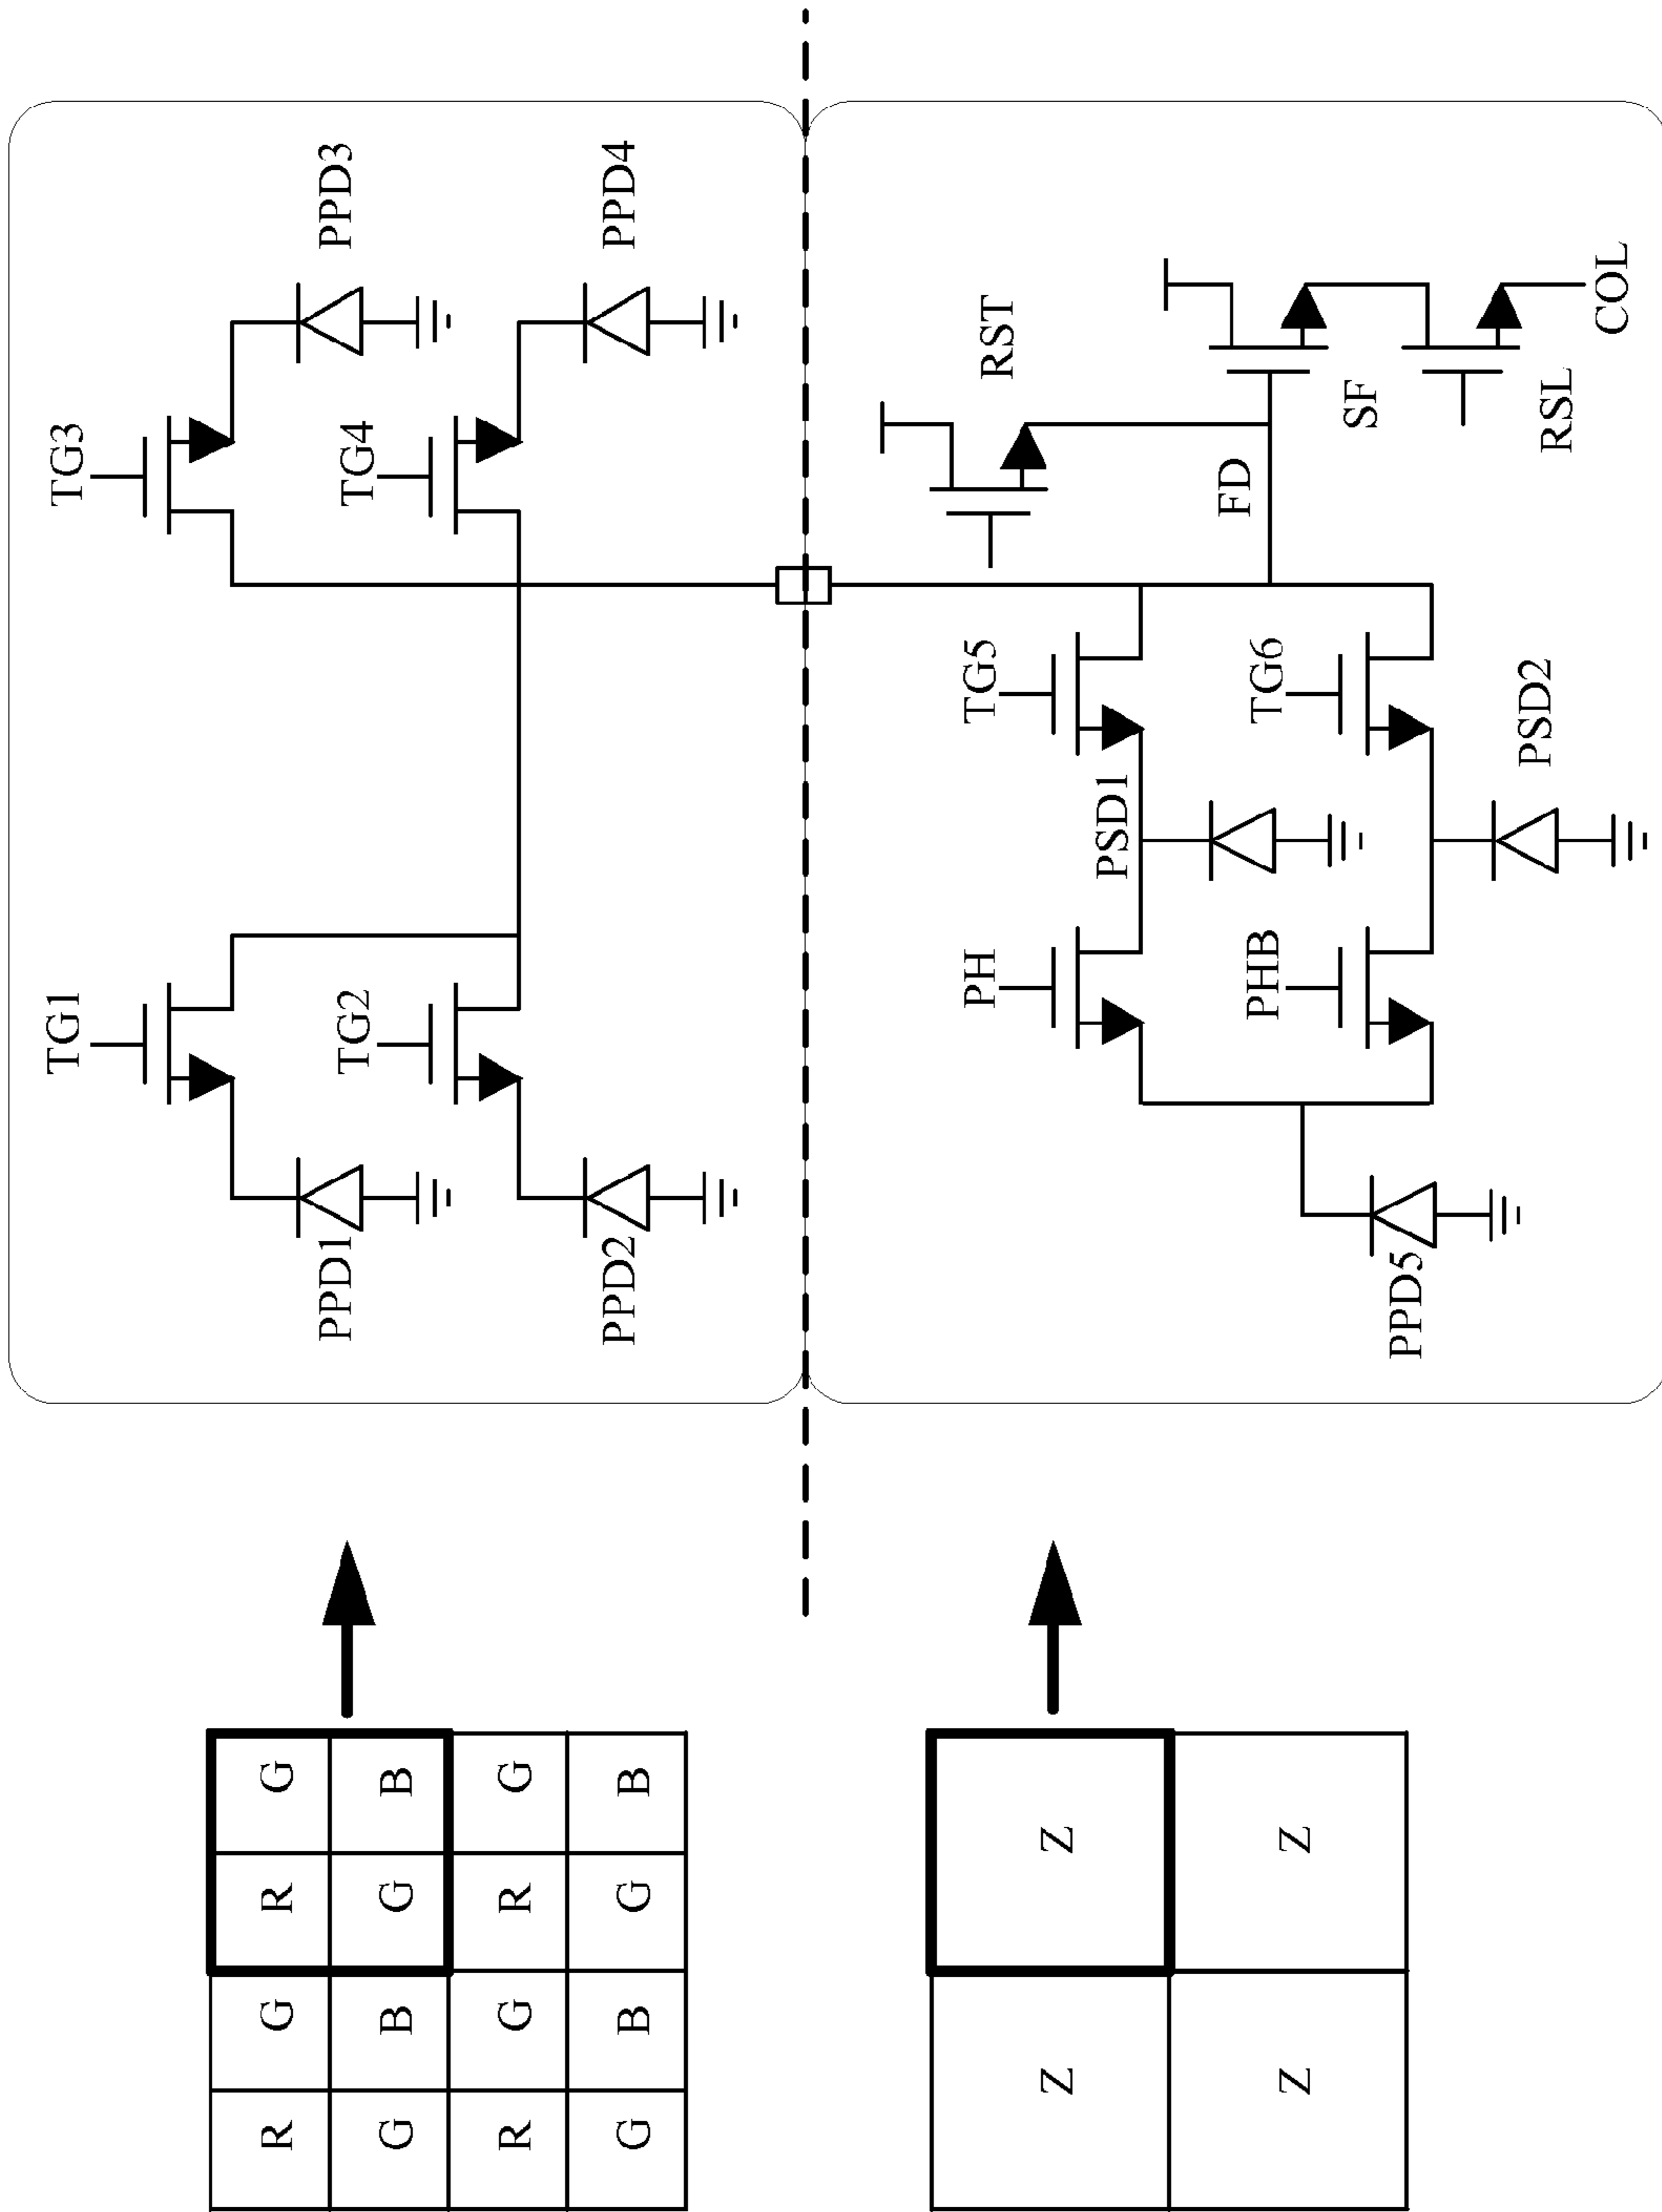 R G R G
G B G B
R G R G
G B G B
Z Z
Z Z
TG1 TG3
PPD1 PPD3
TG2 TG4
PPD2 PPD4
PH TG5 RST
PSD1
PHB TG6 FD
SF
PPD5
PSD2
RSL
COL